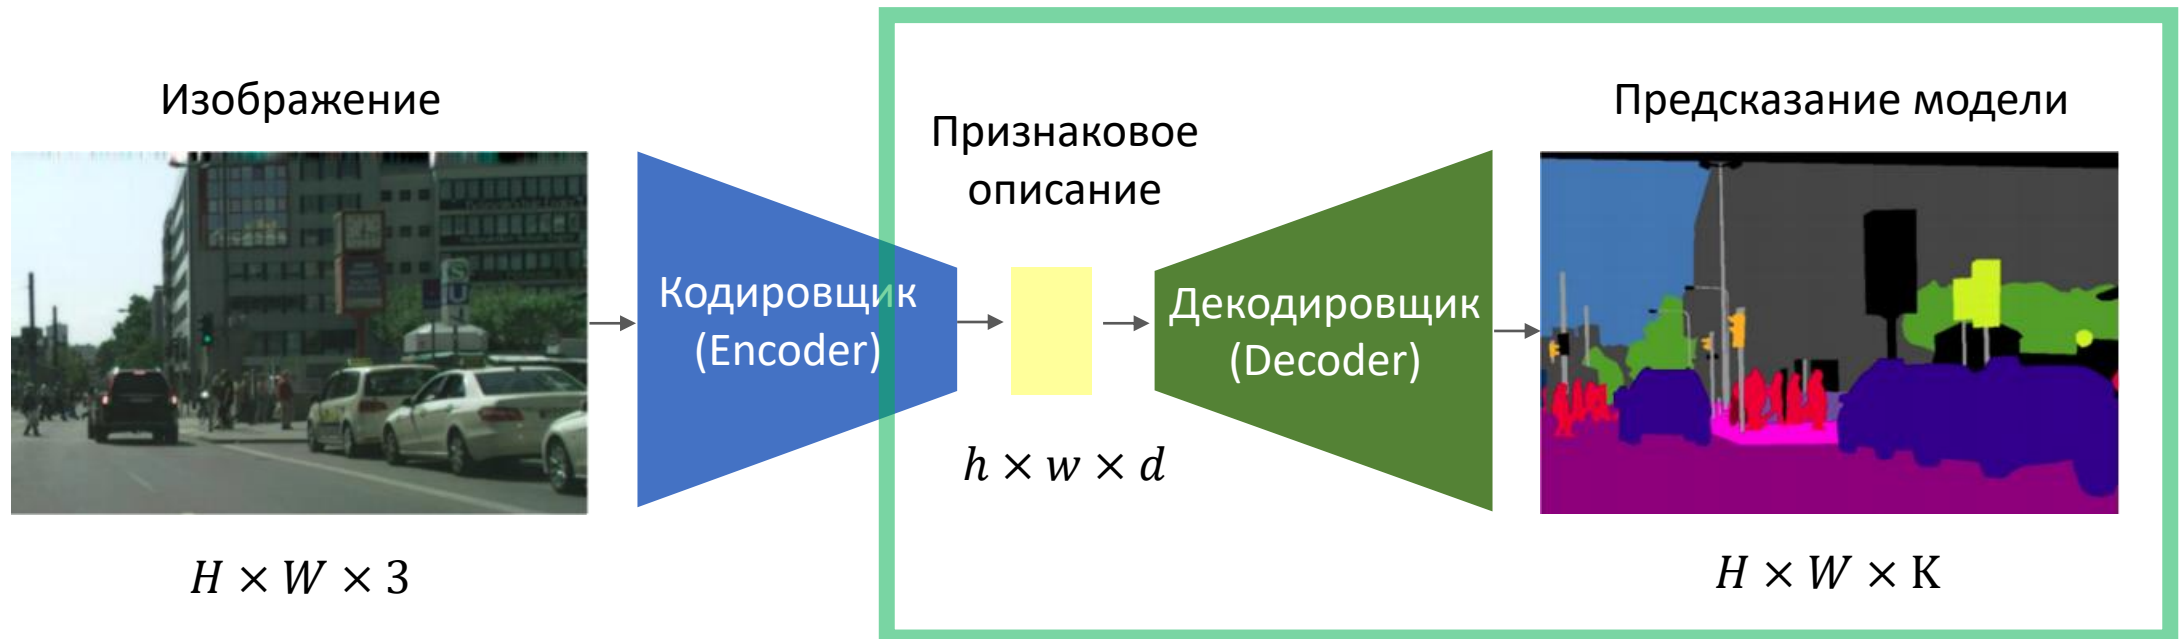 Изображение
Признаковое
описание
Предсказание модели
Кодировщик
(Encoder)
Декодировщик
(Decoder)
S
U
h × w × d
H × W × 3
H × W × K